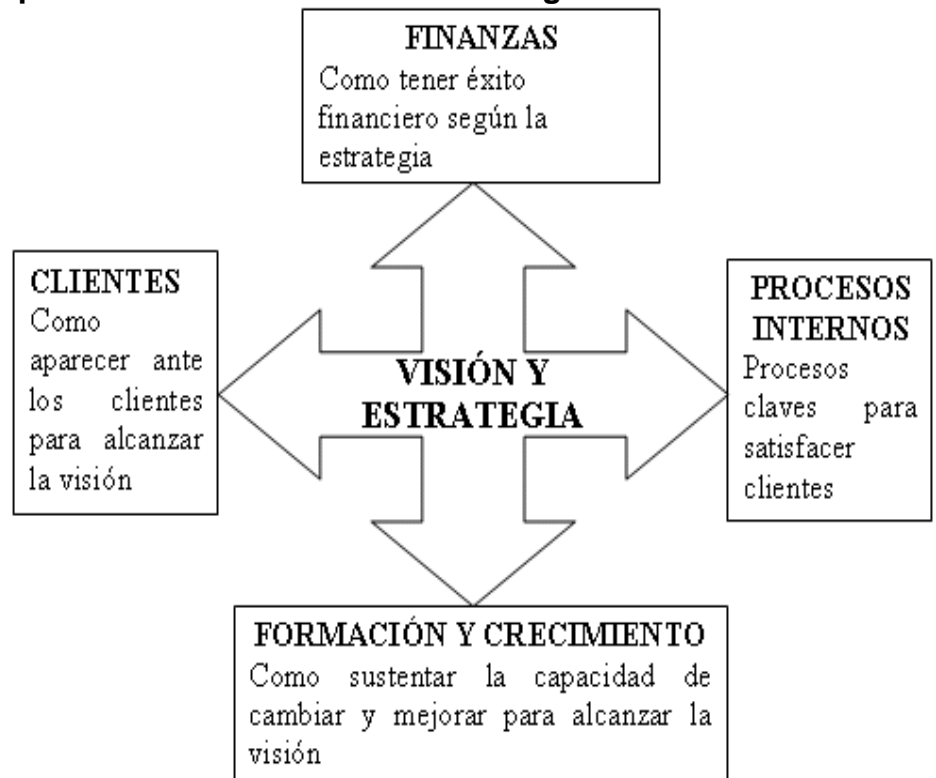 FINANZAS
Como tener éxito
financiero según la
estrategia
CLIENTES
Como
aparecer ante
los clientes
para alcanzar
la visión
VISIÓN Y
ESTRATEGIA
PROCESOS
INTERNOS
Procesos
claves para
satisfacer
clientes
FORMACIÓN Y CRECIMIENTO
Como sustentar la capacidad de
cambiar y mejorar para alcanzar la
visión